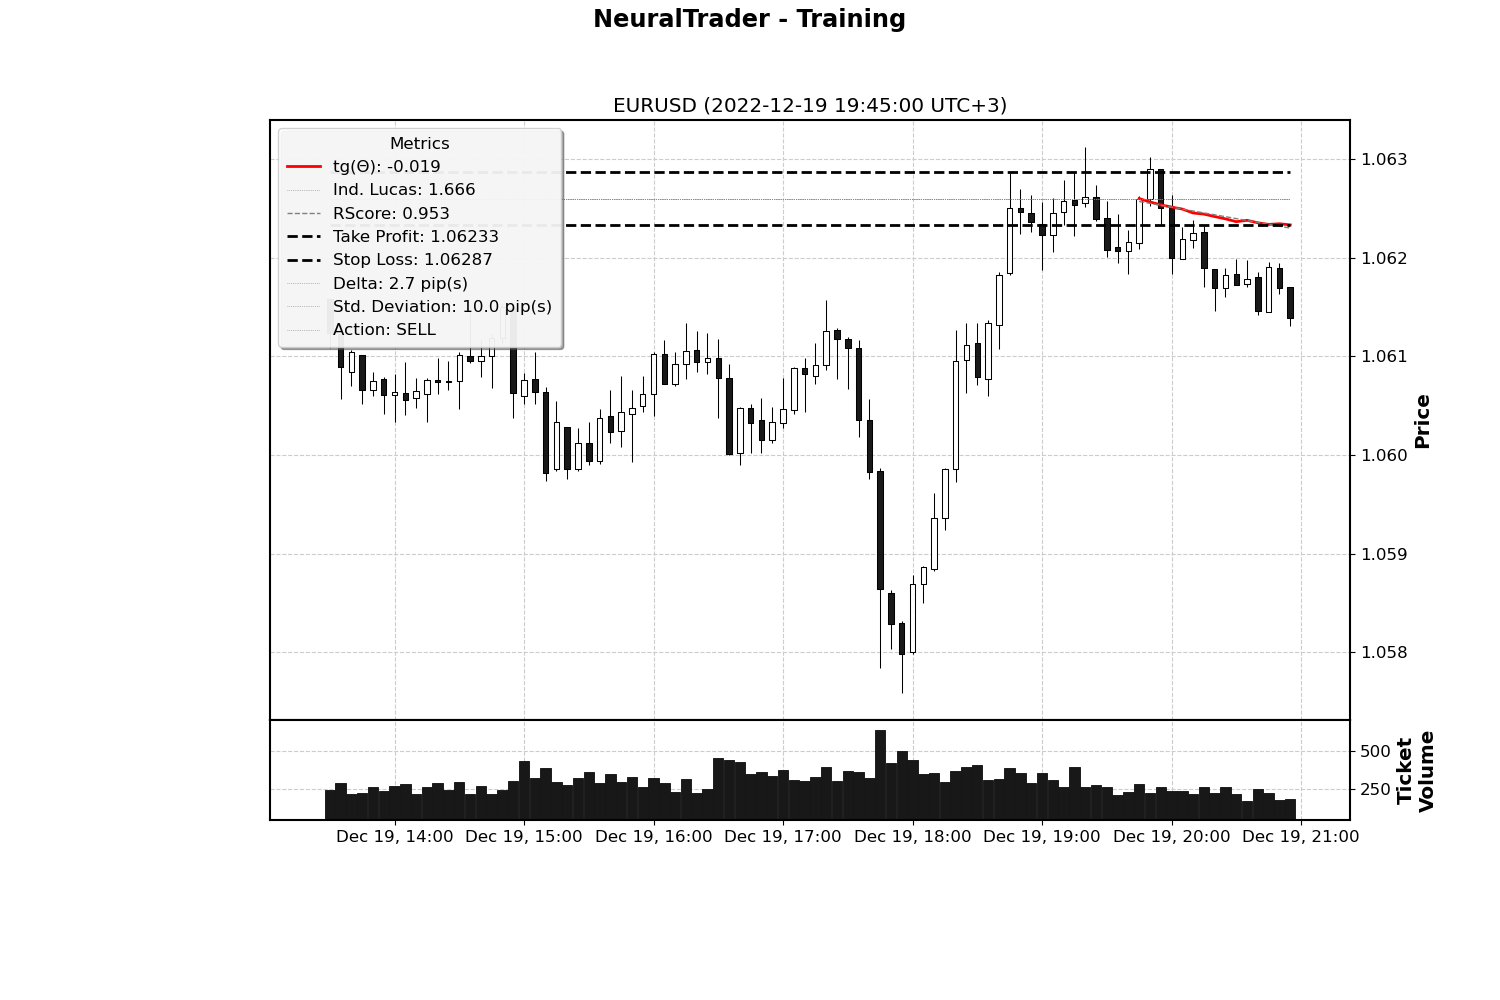 NeuralTrader - Training
EURUSD (2022-12-19 19:45:00 UTC+3)
Metrics
tg(Θ): -0.019
Ind. Lucas: 1.666
RScore: 0.953
Take Profit: 1.06233
Stop Loss: 1.06287
Delta: 2.7 pip(s)
Std. Deviation: 10.0 pip(s)
Action: SELL
1.063
1.062
1.061
1.060
1.059
1.058
Price
500
250
Ticket
Volume
Dec 19, 14:00
Dec 19, 15:00
Dec 19, 16:00
Dec 19, 17:00
Dec 19, 18:00
Dec 19, 19:00
Dec 19, 20:00
Dec 19, 21:00